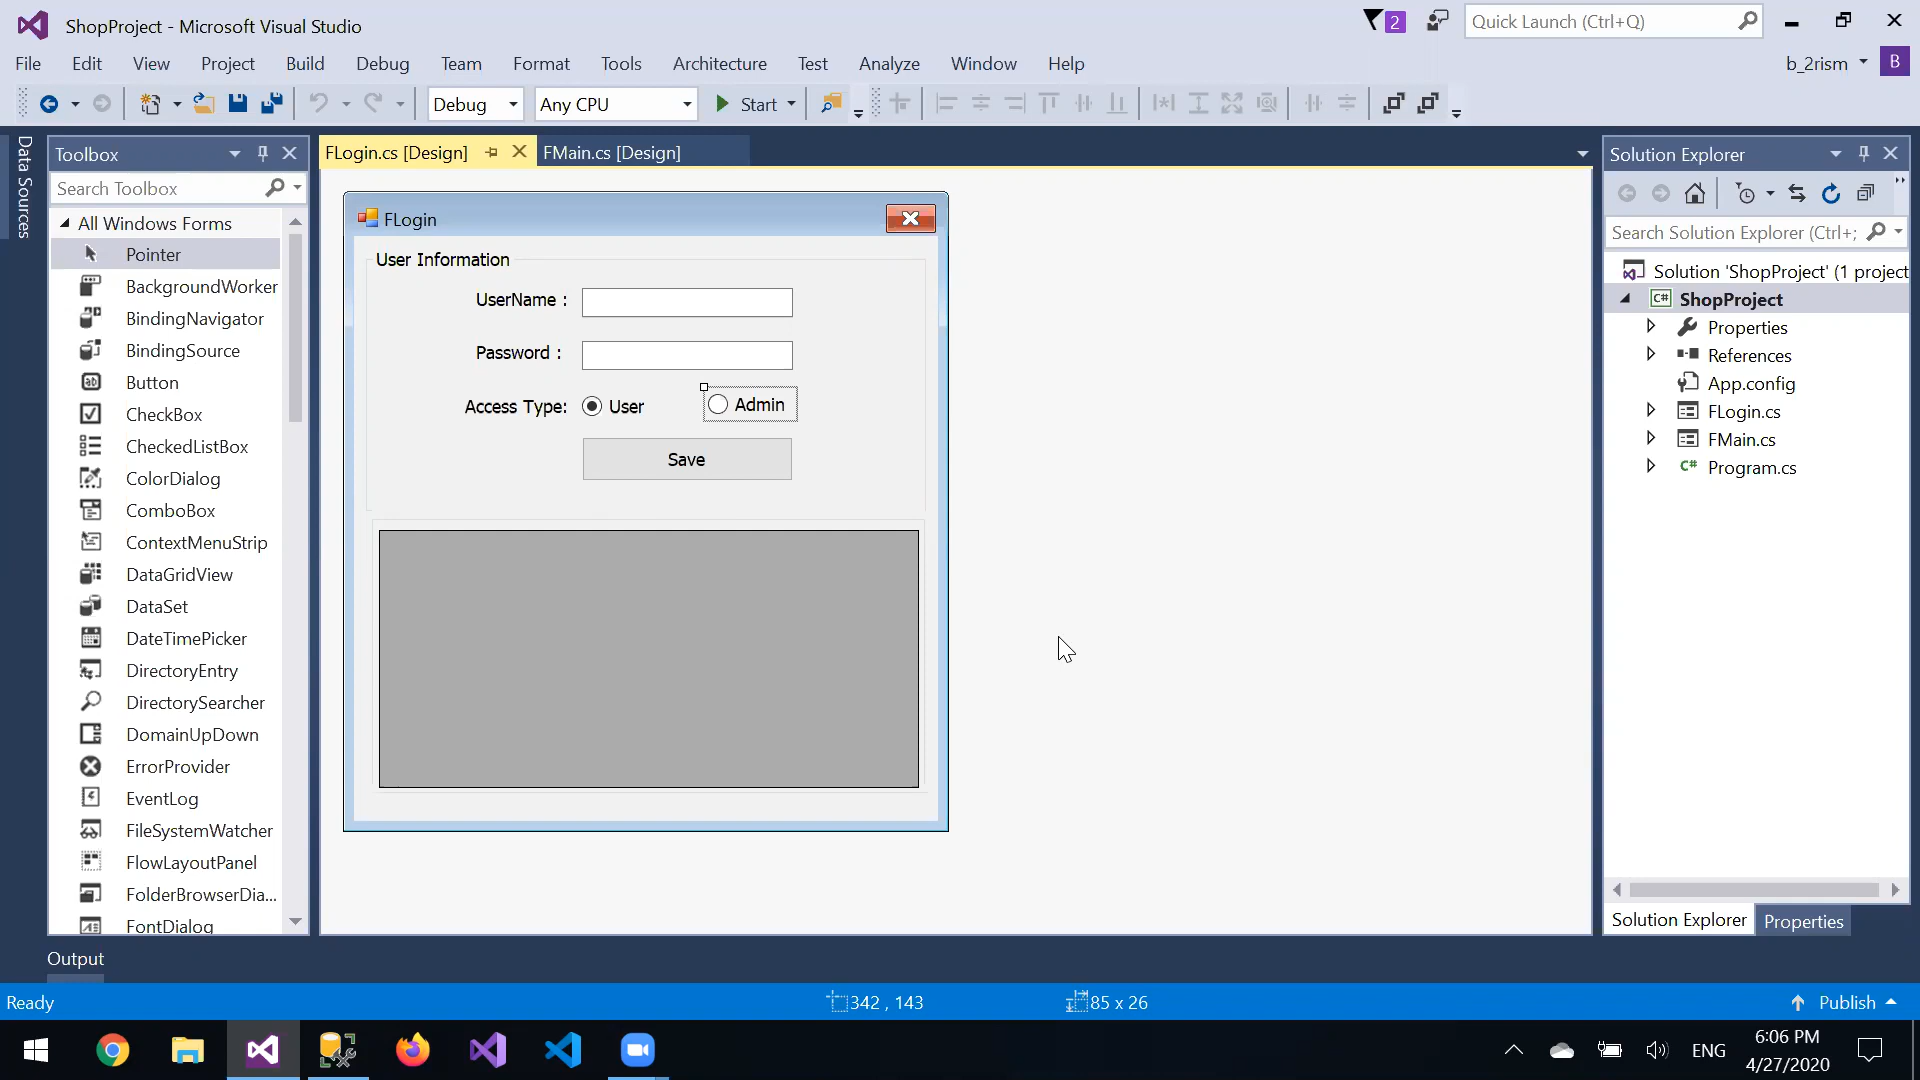 ShopProject - Microsoft Visual Studio
2
Quick Launch (Ctrl+Q)
File Edit View Project Build Debug Team Format Tools Architecture Test Analyze Window Help
b_2rism B
Debug Any CPU Start
Data Sources
Toolbox
Search Toolbox
All Windows Forms
Pointer
BackgroundWorker
BindingNavigator
BindingSource
Button
CheckBox
CheckedListBox
ColorDialog
ComboBox
ContextMenuStrip
DataGridView
DataSet
DateTimePicker
DirectoryEntry
DirectorySearcher
DomainUpDown
ErrorProvider
EventLog
FileSystemWatcher
FlowLayoutPanel
FolderBrowserDia...
FontDialog
FLogin.cs [Design] FMain.cs [Design]
FLogin
User Information
UserName :
Password :
Access Type: User Admin
Save
Solution Explorer
Search Solution Explorer (Ctrl+;
Solution 'ShopProject' (1 project
C# ShopProject
Properties
References
App.config
FLogin.cs
FMain.cs
C# Program.cs
Solution Explorer Properties
Output
Ready 342 , 143 85 x 26 Publish
ENG
6:06 PM
4/27/2020